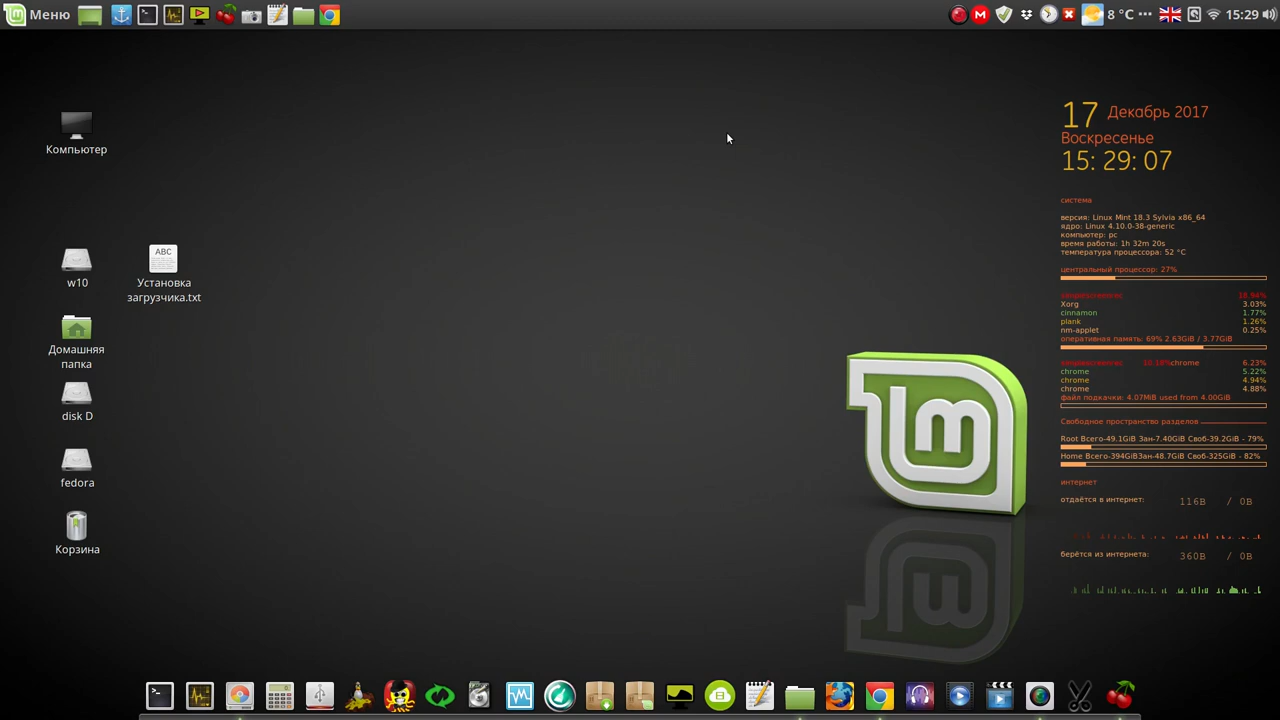 Меню
8 °C
15:29
Компьютер
w10
ABC
Установка
загрузчика.txt
Домашняя
папка
disk D
fedora
Корзина
17 Декабрь 2017
Воскресенье
15: 29: 07
система
версия: Linux Mint 18.3 Sylvia x86_64
ядро: Linux 4.10.0-38-generic
компьютер: pc
время работы: 1h 32m 20s
температура процессора: 52 °C
центральный процессор: 27%
18.94%
Xorg 3.03%
cinnamon 1.77%
plank 1.26%
nm-applet 0.25%
оперативная память: 69% 2.63GiB / 3.77GiB
chrome 6.23%
chrome 5.22%
chrome 4.94%
chrome 4.88%
файл подкачки: 4.07MiB used from 4.00GiB
Свободное пространство разделов
Root Всего-49.1GiB Зан-7.40GiB Своб-39.2GiB - 79%
Home Всего-394GiBЗан-48.7GiB Своб-325GiB - 82%
интернет
отдаётся в интернет: 116B / 0B
берётся из интернета: 360B / 0B